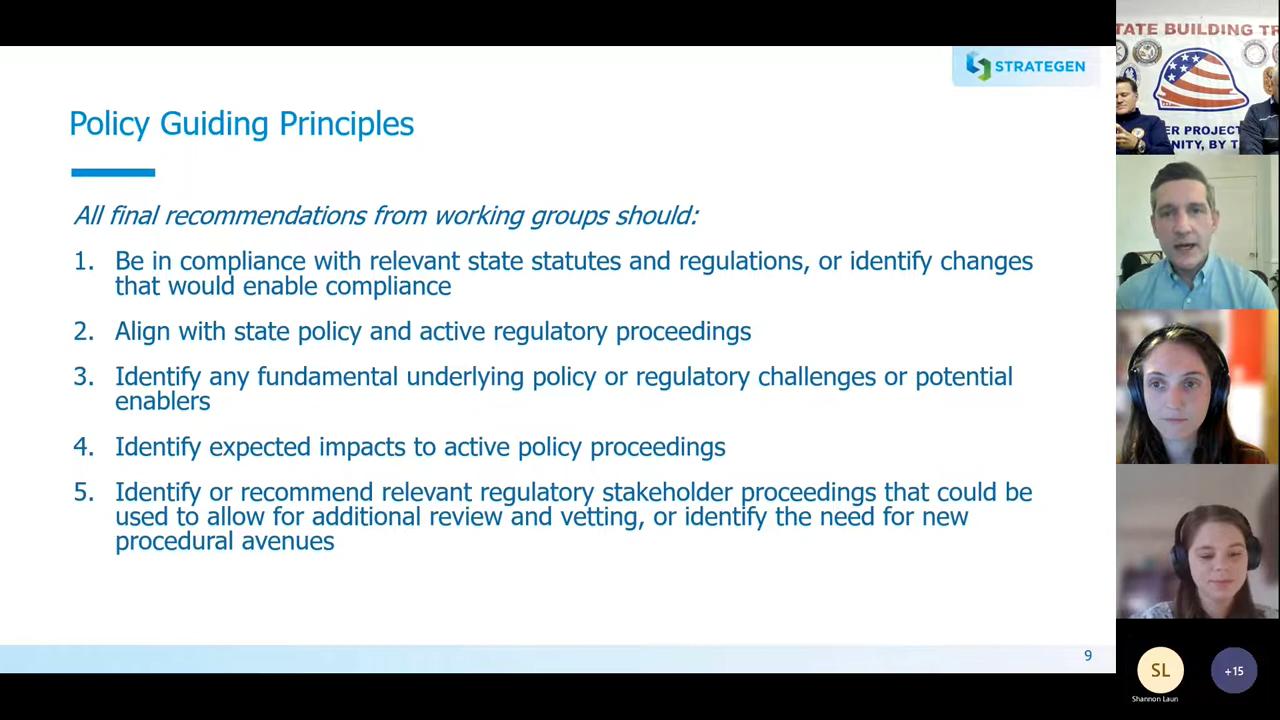 STRATEGEN
Policy Guiding Principles
All final recommendations from working groups should:
1. Be in compliance with relevant state statutes and regulations, or identify changes
that would enable compliance
2. Align with state policy and active regulatory proceedings
3. Identify any fundamental underlying policy or regulatory challenges or potential
enablers
4. Identify expected impacts to active policy proceedings
5. Identify or recommend relevant regulatory stakeholder proceedings that could be
used to allow for additional review and vetting, or identify the need for new
procedural avenues
9
TATE BUILDING TR
ER PROJECT
NITY, BY T
SL
+15
Shannon Laun